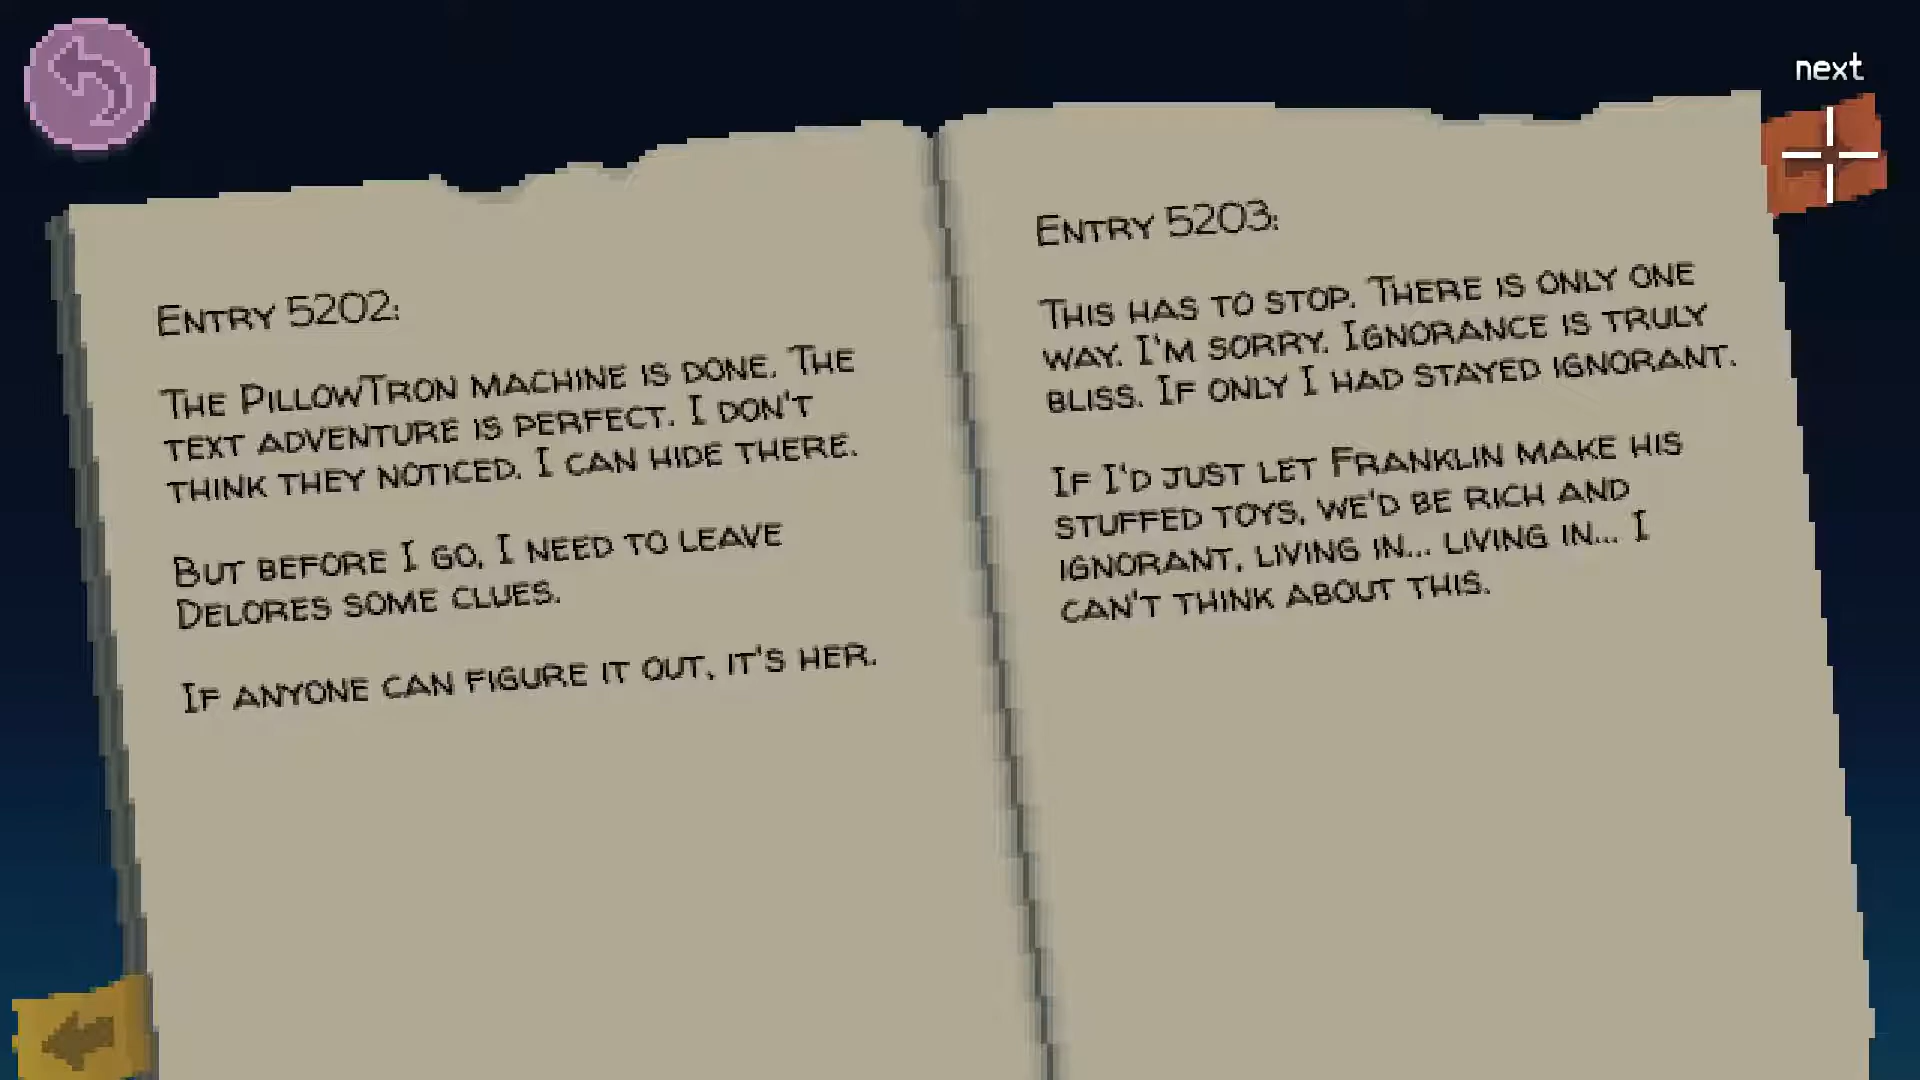 next
Entry 5202:
The PillowTron machine is done. The
text adventure is perfect. I don't
think they noticed. I can hide there.
But before I go, I need to leave
Delores some clues.
If anyone can figure it out, it's her.
Entry 5203:
This has to stop. There is only one
way. I'm sorry. Ignorance is truly
bliss. If only I had stayed ignorant.
If I'd just let Franklin make his
stuffed toys, we'd be rich and
ignorant, living in... living in... I
can't think about this.